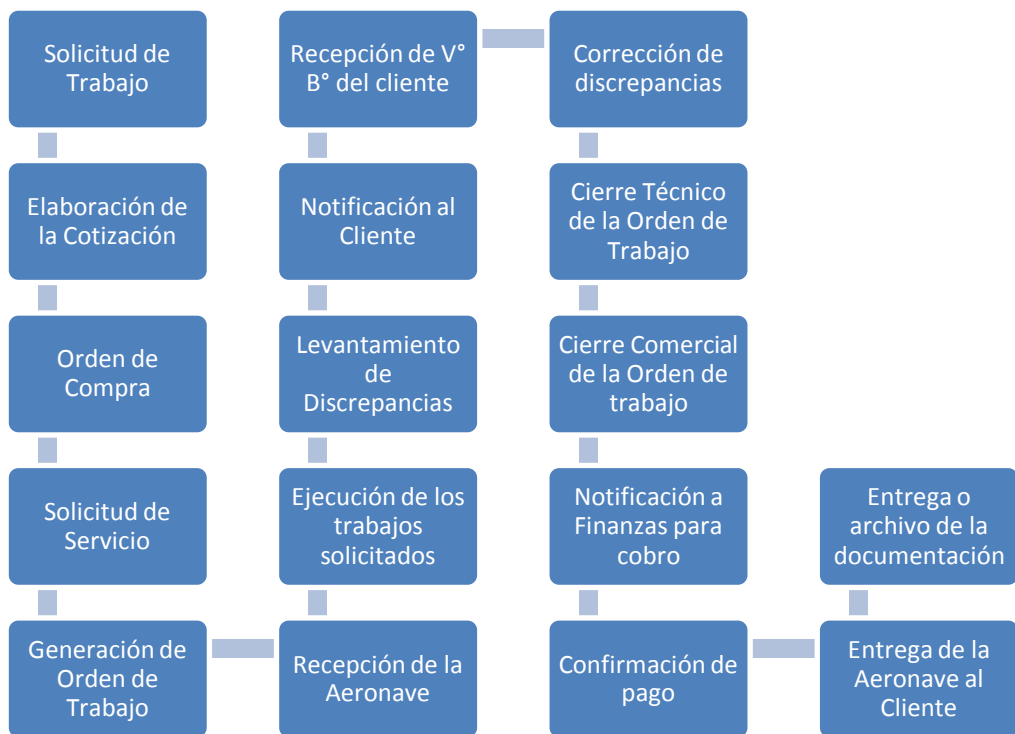 Solicitud de
Trabajo
Elaboración de
la Cotización
Orden de
Compra
Solicitud de
Servicio
Generación de
Orden de
Trabajo
Recepción de la
Aeronave
Ejecución de los
trabajos
solicitados
Levantamiento
de
Discrepancias
Notificación al
Cliente
Recepción de V°
B° del cliente
Corrección de
discrepancias
Cierre Técnico
de la Orden de
Trabajo
Cierre Comercial
de la Orden de
trabajo
Notificación a
Finanzas para
cobro
Confirmación de
pago
Entrega de la
Aeronave al
Cliente
Entrega o
archivo de la
documentación